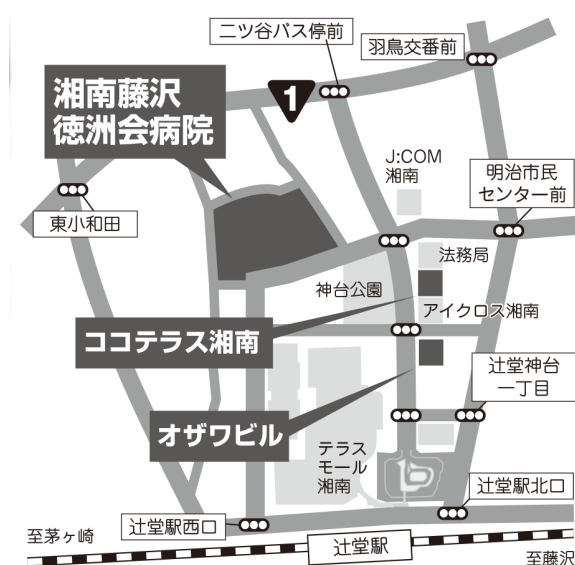 二ツ谷バス停前
羽鳥交番前
1
湘南藤沢
徳洲会病院
J:COM
湘南
明治市民
センター前
東小和田
法務局
神台公園
アイクロス湘南
ココテラス湘南
辻堂神台
一丁目
オザワビル
テラス
モール
湘南
辻堂駅北口
辻堂駅西口
至茅ヶ崎
辻堂駅
至藤沢